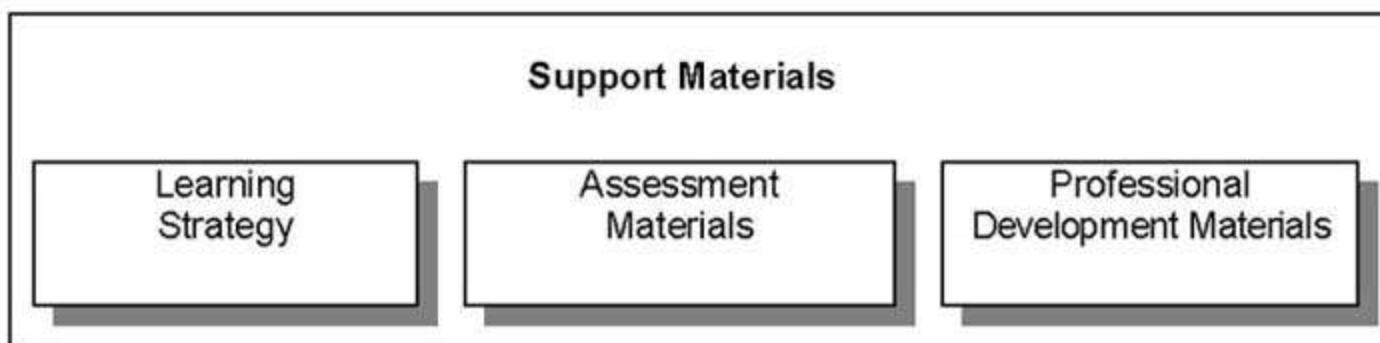 Support Materials
Learning
Strategy
Assessment
Materials
Professional
Development Materials